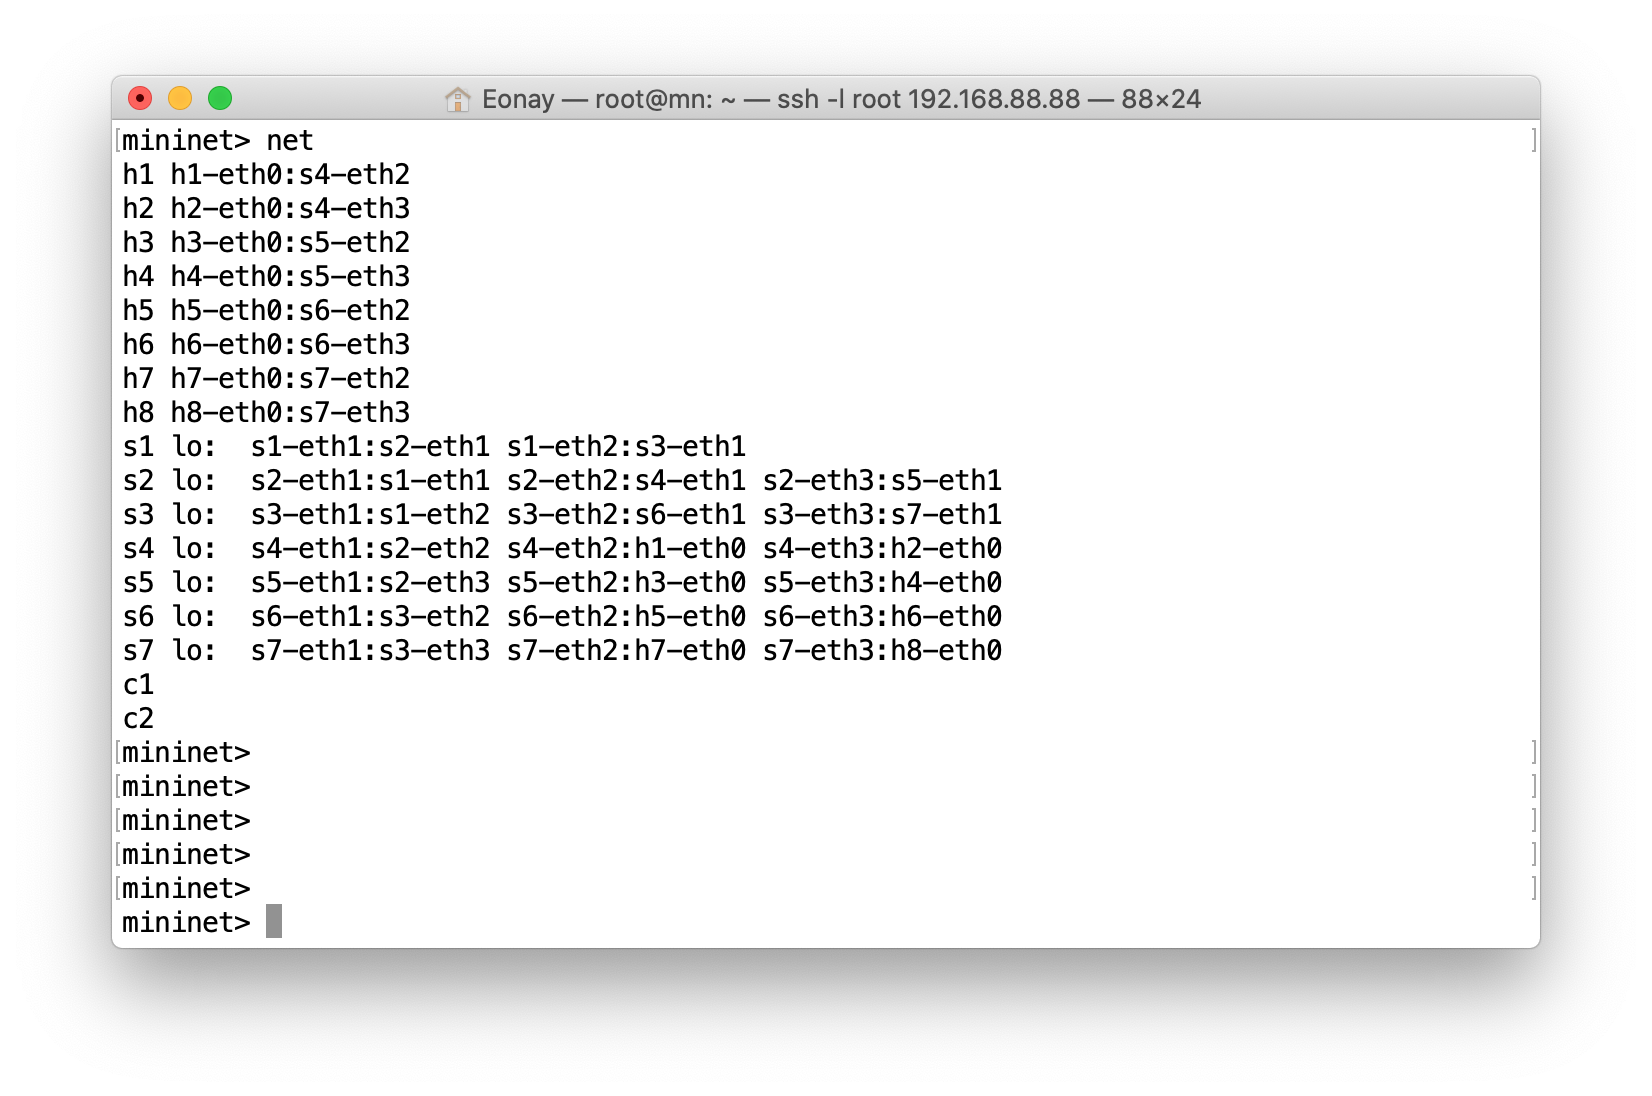 Eonay — root@mn: ~ — ssh -l root 192.168.88.88 — 88×24
mininet> net
h1 h1-eth0:s4-eth2
h2 h2-eth0:s4-eth3
h3 h3-eth0:s5-eth2
h4 h4-eth0:s5-eth3
h5 h5-eth0:s6-eth2
h6 h6-eth0:s6-eth3
h7 h7-eth0:s7-eth2
h8 h8-eth0:s7-eth3
s1 lo:  s1-eth1:s2-eth1 s1-eth2:s3-eth1
s2 lo:  s2-eth1:s1-eth1 s2-eth2:s4-eth1 s2-eth3:s5-eth1
s3 lo:  s3-eth1:s1-eth2 s3-eth2:s6-eth1 s3-eth3:s7-eth1
s4 lo:  s4-eth1:s2-eth2 s4-eth2:h1-eth0 s4-eth3:h2-eth0
s5 lo:  s5-eth1:s2-eth3 s5-eth2:h3-eth0 s5-eth3:h4-eth0
s6 lo:  s6-eth1:s3-eth2 s6-eth2:h5-eth0 s6-eth3:h6-eth0
s7 lo:  s7-eth1:s3-eth3 s7-eth2:h7-eth0 s7-eth3:h8-eth0
c1
c2
mininet>
mininet>
mininet>
mininet>
mininet>
mininet>